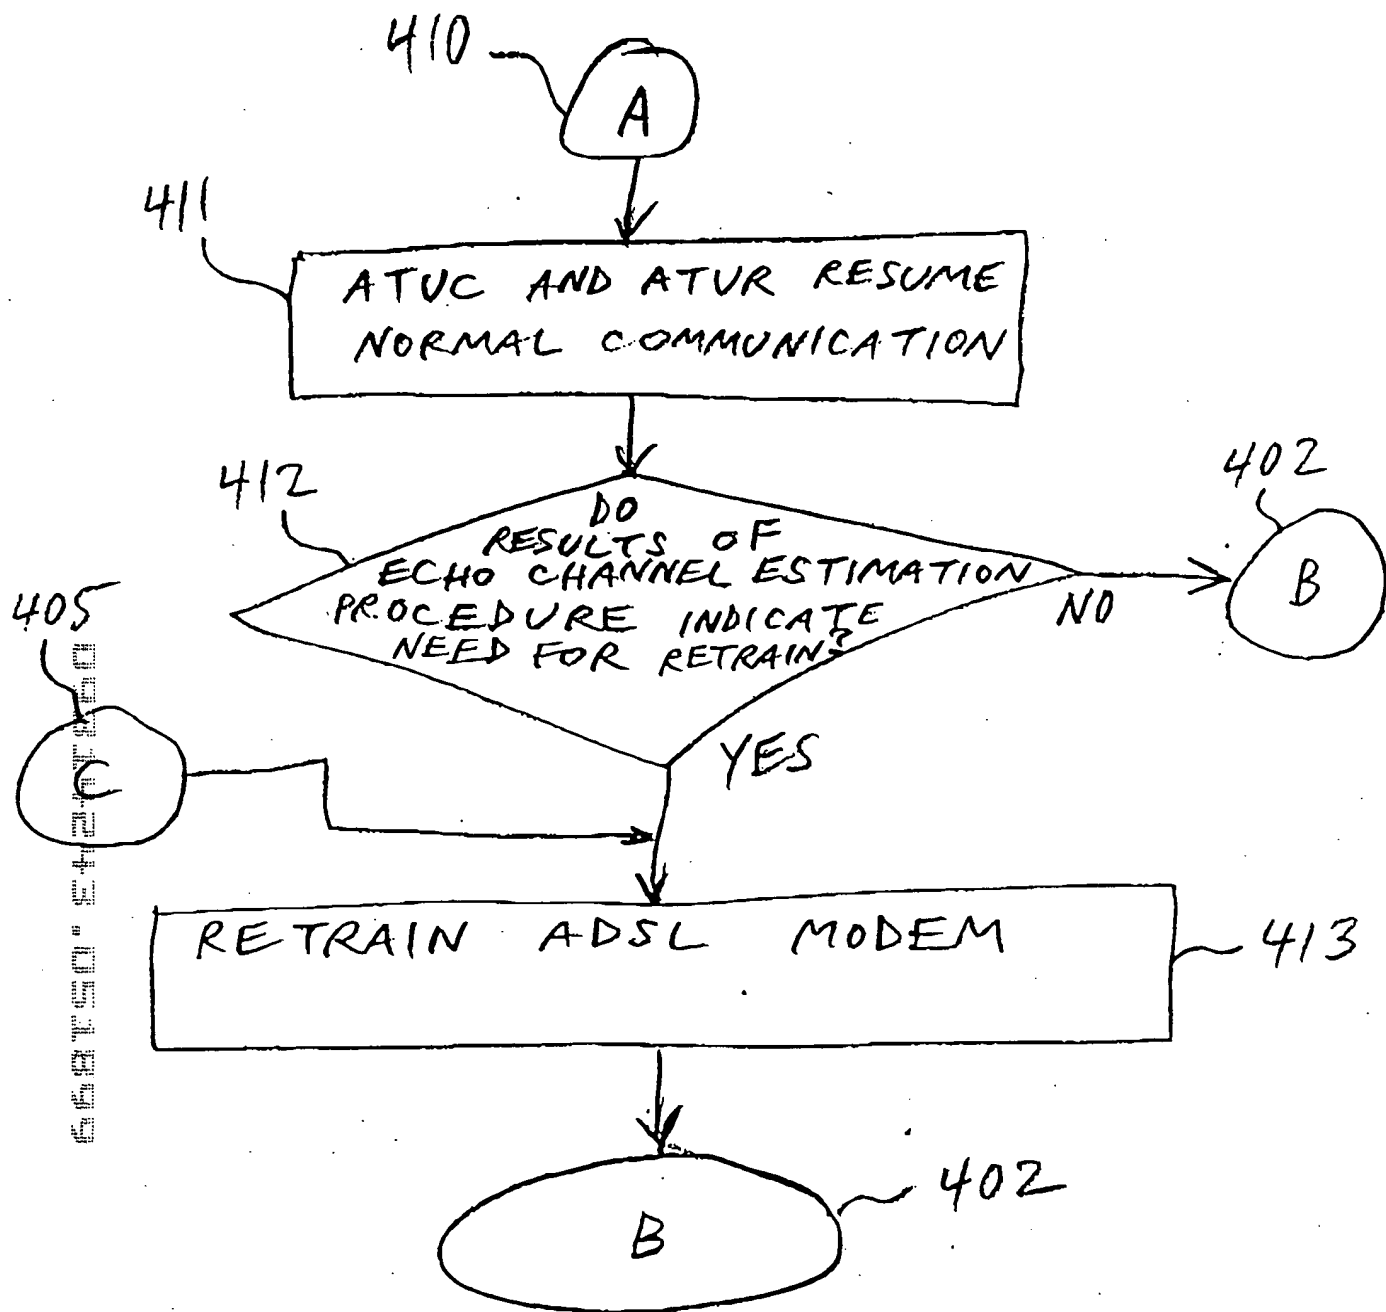 410
A
411
ATUC AND ATUR RESUME
NORMAL COMMUNICATION
412
DO
RESULTS OF
ECHO CHANNEL ESTIMATION
PROCEDURE INDICATE
NEED FOR RETRAIN?
NO
402
B
405
C
YES
RETRAIN ADSL MODEM
413
B
402